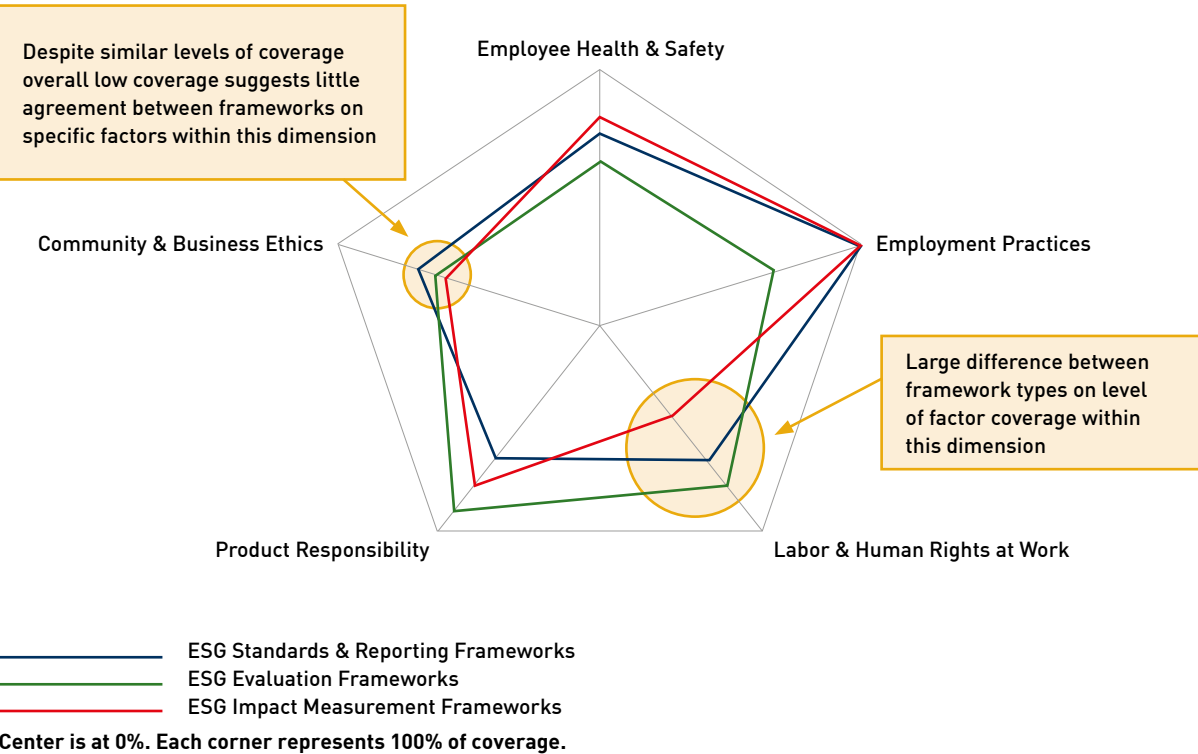 Despite similar levels of coverage
overall low coverage suggests little
agreement between frameworks on
specific factors within this dimension
Employee Health & Safety
Community & Business Ethics
Employment Practices
Large difference between
framework types on level
of factor coverage within
this dimension
Product Responsibility
Labor & Human Rights at Work
ESG Standards & Reporting Frameworks
ESG Evaluation Frameworks
ESG Impact Measurement Frameworks
Center is at 0%. Each corner represents 100% of coverage.